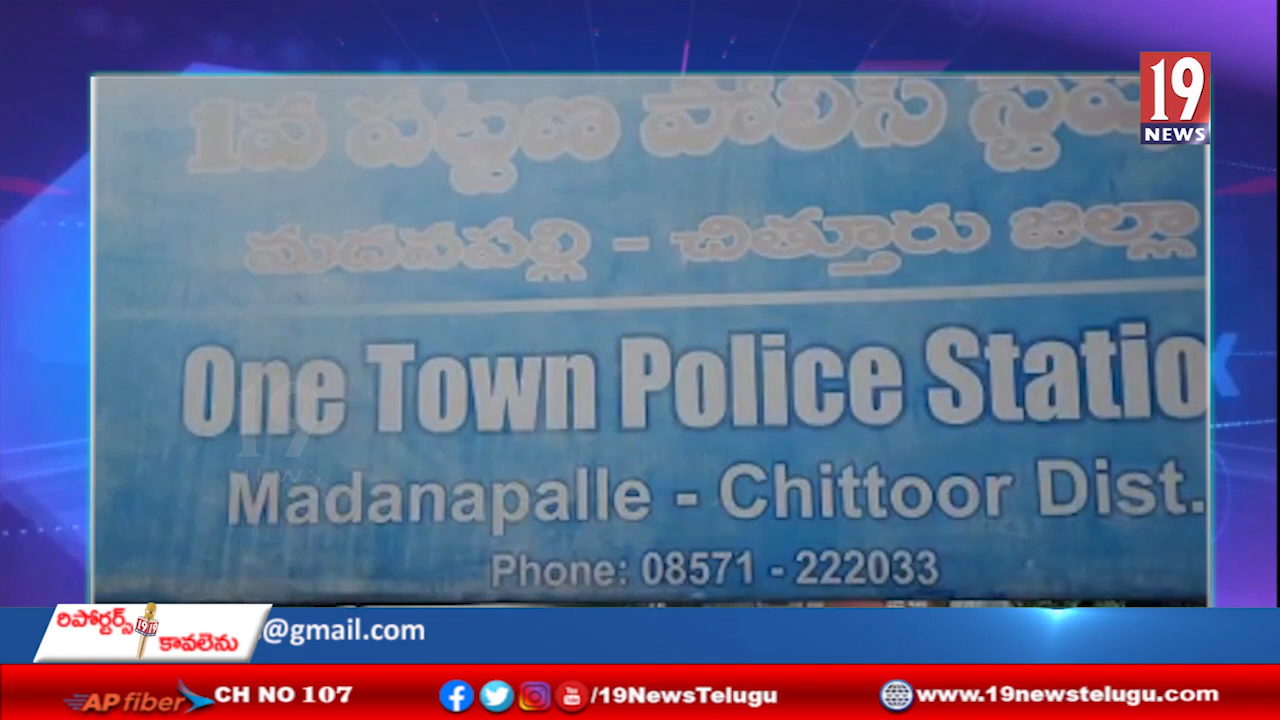 19
NEWS
1వ పట్టణ పోలీస్
మదనపల్లి - చిత్తూరు జిల్లా
One Town Police Statio
Madanapalle - Chittoor Dist.
Phone: 08571 - 222033
రిపోర్టర్స్
కావలెను
@gmail.com
AP fiber CH NO 107 /19NewsTelugu www.19newstelugu.com